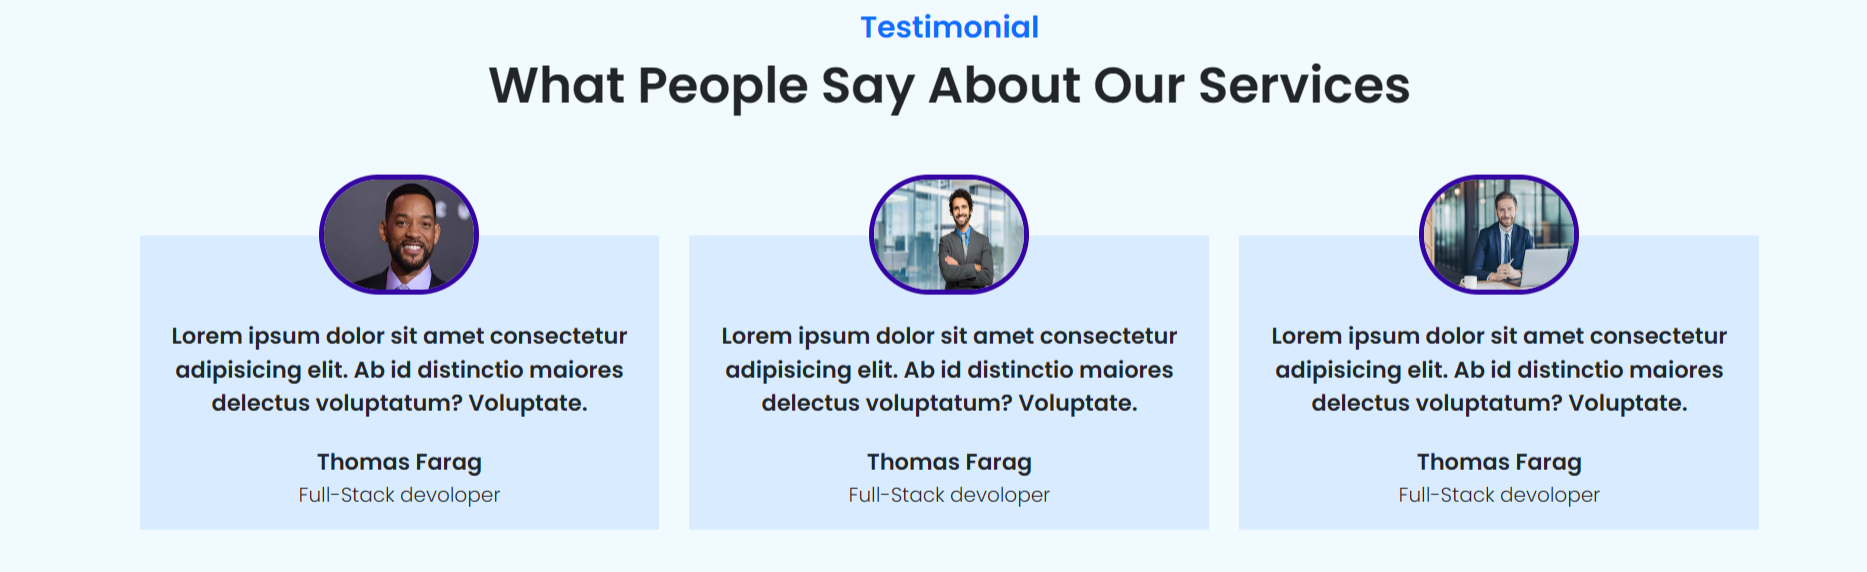 Testimonial
What People Say About Our Services
Lorem ipsum dolor sit amet consectetur
adipisicing elit. Ab id distinctio maiores
delectus voluptatum? Voluptate.
Thomas Farag
Full-Stack devoloper
Lorem ipsum dolor sit amet consectetur
adipisicing elit. Ab id distinctio maiores
delectus voluptatum? Voluptate.
Thomas Farag
Full-Stack devoloper
Lorem ipsum dolor sit amet consectetur
adipisicing elit. Ab id distinctio maiores
delectus voluptatum? Voluptate.
Thomas Farag
Full-Stack devoloper